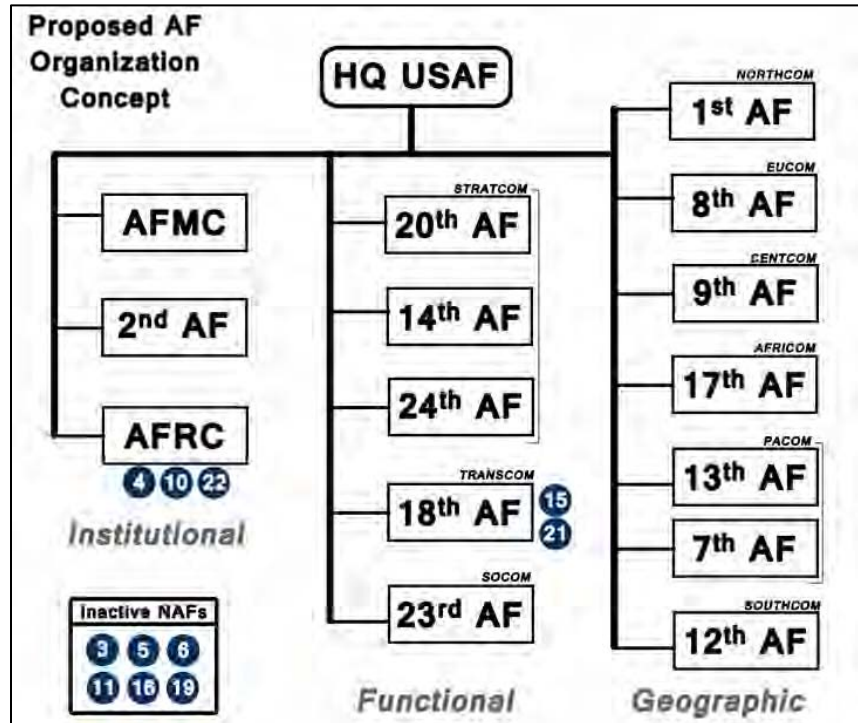 Proposed AF
Organization
Concept
HQ USAF
AFMC
2nd AF
AFRC
4 10 22
Institutional
Inactive NAFs
3 5 6
11 16 19
STRATCOM
20th AF
14th AF
24th AF
TRANSCOM
18th AF
15
21
SOCOM
23rd AF
Functional
NORTHCOM
1st AF
EUCOM
8th AF
CENTCOM
9th AF
AFRICOM
17th AF
PACOM
13th AF
7th AF
SOUTHCOM
12th AF
Geographic